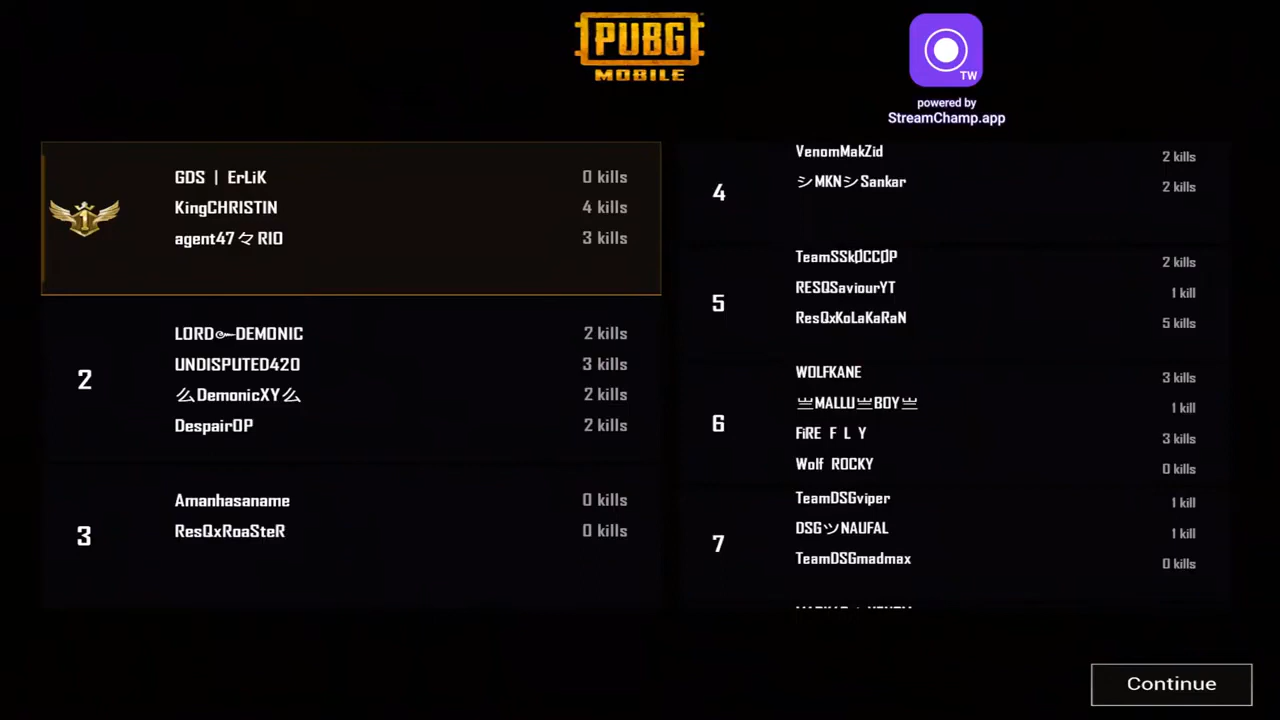 PUBG
MOBILE
TW
powered by
StreamChamp.app
1
GDS | ErLiK 0 kills
KingCHRISTIN 4 kills
agent47々RIO 3 kills
2
LORD๛DEMONIC 2 kills
UNDISPUTED420 3 kills
么DemonicXY么 2 kills
DespairOP 2 kills
3
Amanhasaname 0 kills
ResQxRoaSteR 0 kills
4
VenomMakZid 2 kills
シMKNシSankar 2 kills
5
TeamSSkØCCØP 2 kills
RESQSaviourYT 1 kill
ResQxKoLaKaRaN 5 kills
6
WOLFKANE 3 kills
亗MALLU亗BOY亗 1 kill
FiRE F L Y 3 kills
Wolf ROCKY 0 kills
7
TeamDSGviper 1 kill
DSGツNAUFAL 1 kill
TeamDSGmadmax 0 kills
Continue